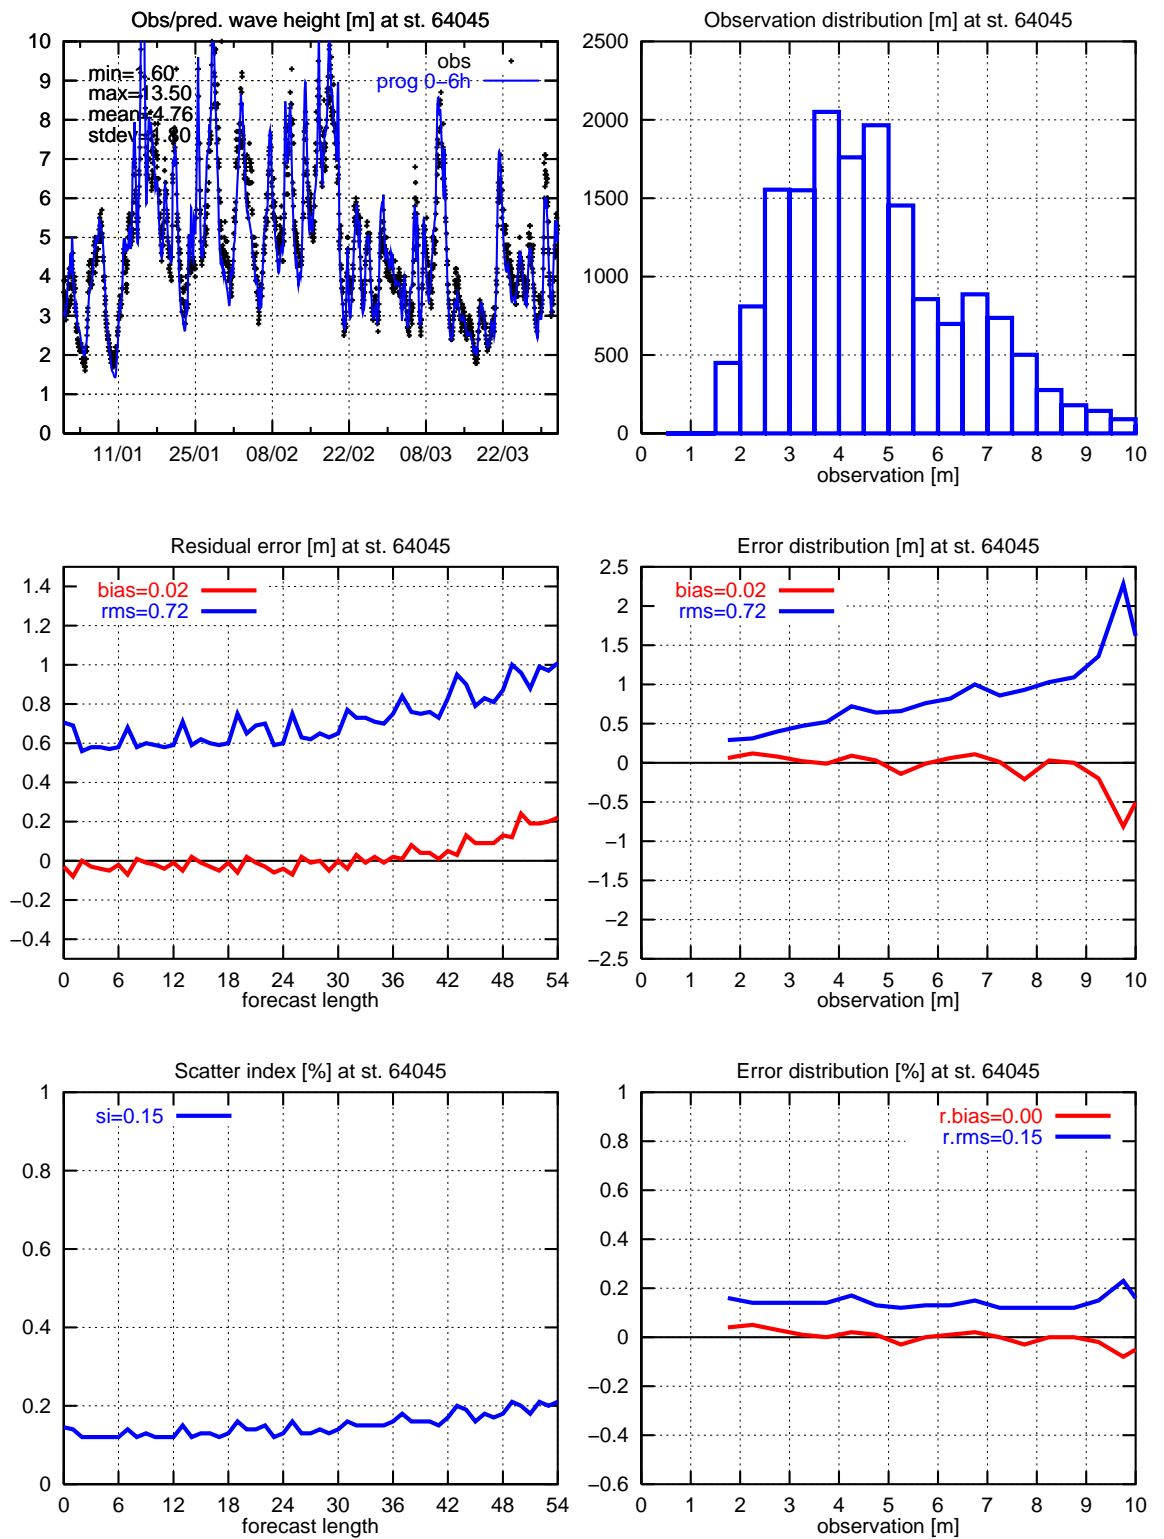 Obs/pred. wave height [m] at st. 64045
10
9
8
7
6
5
4
3
2
1
0
min=1.60
max=13.50
mean=4.76
stdev=1.80
obs
prog 0−6h
11/01 25/01 08/02 22/02 08/03 22/03
Observation distribution [m] at st. 64045
2500
2000
1500
1000
500
0
0 1 2 3 4 5 6 7 8 9 10
observation [m]
Residual error [m] at st. 64045
1.4
1.2
1
0.8
0.6
0.4
0.2
0
−0.2
−0.4
bias=0.02
rms=0.72
0 6 12 18 24 30 36 42 48 54
forecast length
Error distribution [m] at st. 64045
2.5
2
1.5
1
0.5
0
−0.5
−1
−1.5
−2
−2.5
bias=0.02
rms=0.72
0 1 2 3 4 5 6 7 8 9 10
observation [m]
Scatter index [%] at st. 64045
1
0.8
0.6
0.4
0.2
0
si=0.15
0 6 12 18 24 30 36 42 48 54
forecast length
Error distribution [%] at st. 64045
1
0.8
0.6
0.4
0.2
0
−0.2
−0.4
−0.6
r.bias=0.00
r.rms=0.15
0 1 2 3 4 5 6 7 8 9 10
observation [m]